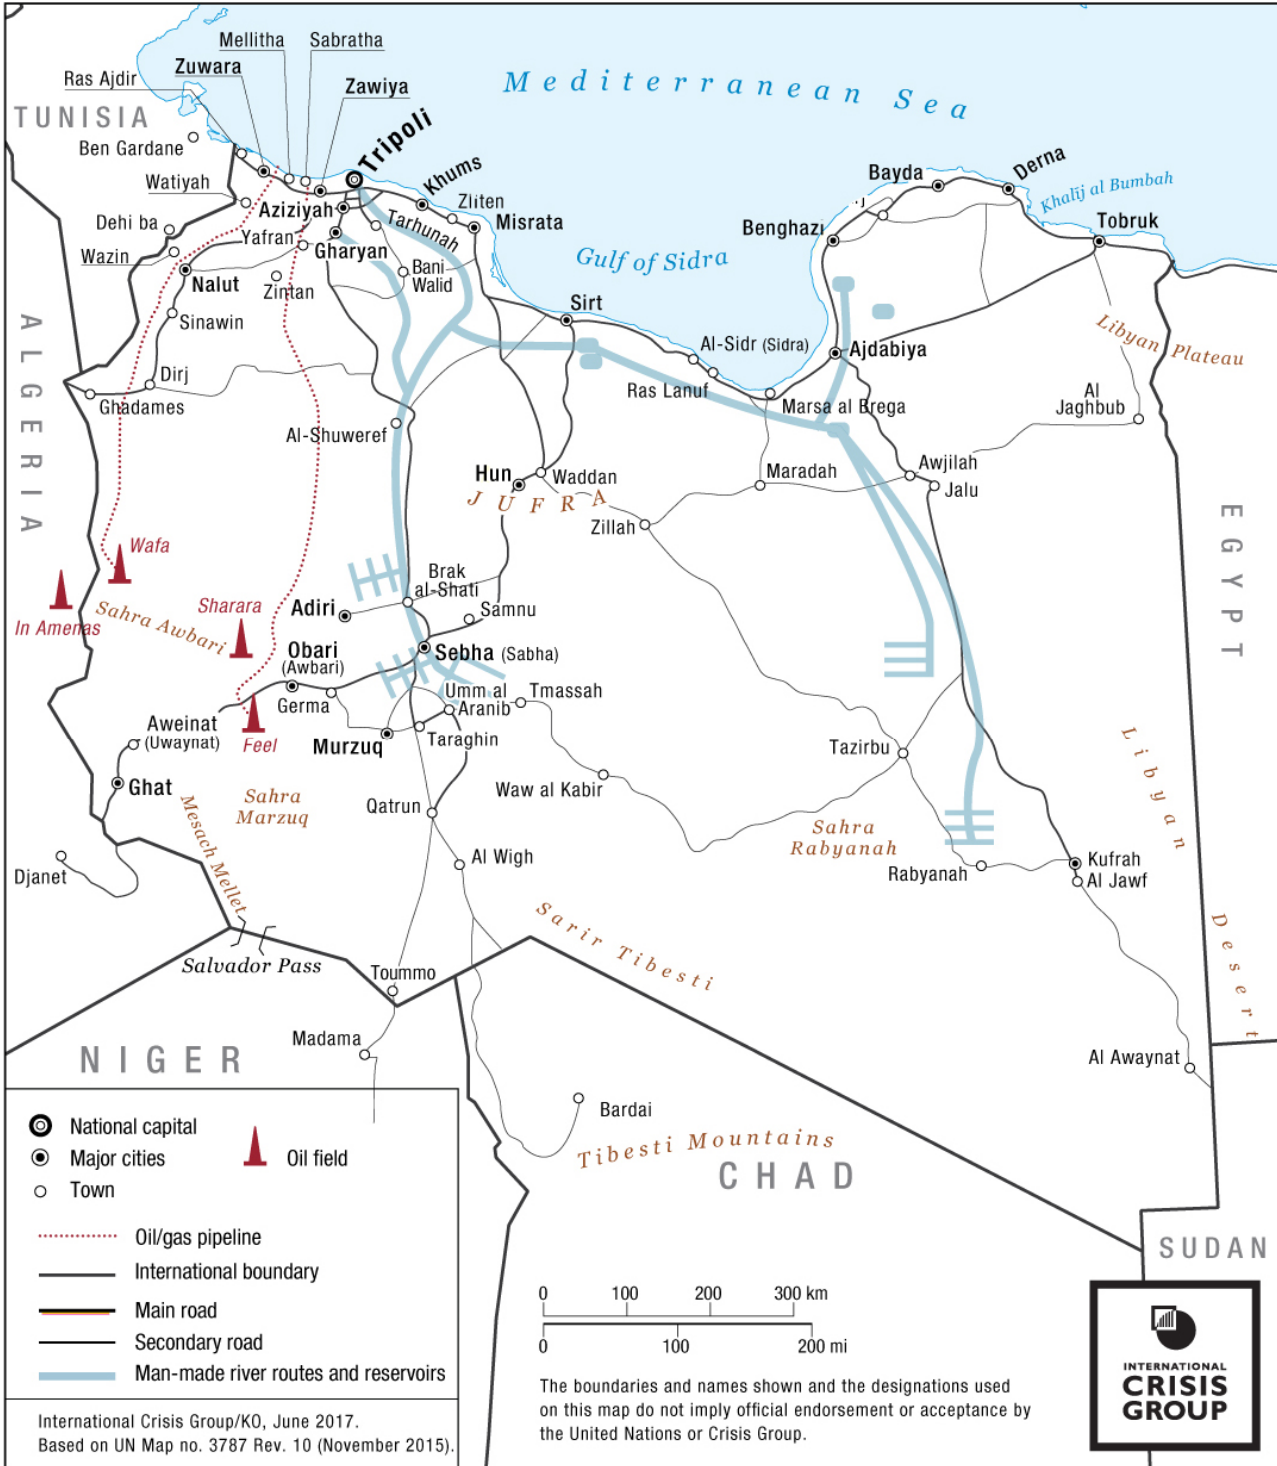 Mellitha
Sabratha
Ras Ajdir
Zuwara
Zawiya
Mediterranean Sea
TUNISIA
Ben Gardane
Tripoli
Watiyah
Khums
Bayda
Derna
Khalīj al Bumbah
Dehi ba
Aziziyah
Zliten
Tarhunah
Misrata
Benghazi
Tobruk
Wazin
Yafran
Gharyan
Gulf of Sidra
Nalut
Zintan
Bani
Walid
Sinawin
Sirt
Libyan Plateau
Al-Sidr (Sidra)
Ajdabiya
ALGERIA
Dirj
Ras Lanuf
Al
Jaghbub
Ghadames
Marsa al Brega
Al-Shuweref
Hun
Waddan
Maradah
Awjilah
Jalu
JUFRA
Zillah
EGYPT
Wafa
In Amenas
Sahra Awbari
Sharara
Brak
al-Shati
Adiri
Samnu
Obari
(Awbari)
Sebha (Sabha)
Germa
Umm al
Aranib
Tmassah
Aweinat
(Uwaynat)
Feel
Murzuq
Taraghin
Tazirbu
Libyan
Desert
Ghat
Sahra
Marzuq
Mesach Mellet
Qatrun
Waw al Kabir
Sahra
Rabyanah
Djanet
Al Wigh
Rabyanah
Kufrah
Al Jawf
Sarir Tibesti
Salvador Pass
Toummo
Madama
NIGER
Al Awaynat
Bardai
Tibesti Mountains
CHAD
SUDAN
National capital
Major cities
Oil field
Town
Oil/gas pipeline
International boundary
Main road
Secondary road
Man-made river routes and reservoirs
International Crisis Group/KO, June 2017.
Based on UN Map no. 3787 Rev. 10 (November 2015).
0 100 200 300 km
0 100 200 mi
The boundaries and names shown and the designations used
on this map do not imply official endorsement or acceptance by
the United Nations or Crisis Group.
INTERNATIONAL
CRISIS
GROUP